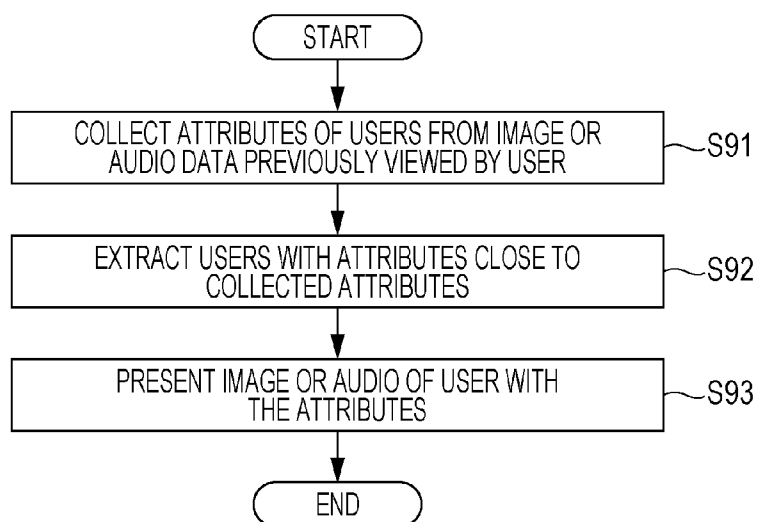 START
COLLECT ATTRIBUTES OF USERS FROM IMAGE OR
AUDIO DATA PREVIOUSLY VIEWED BY USER
S91
EXTRACT USERS WITH ATTRIBUTES CLOSE TO
COLLECTED ATTRIBUTES
S92
PRESENT IMAGE OR AUDIO OF USER WITH
THE ATTRIBUTES
S93
END